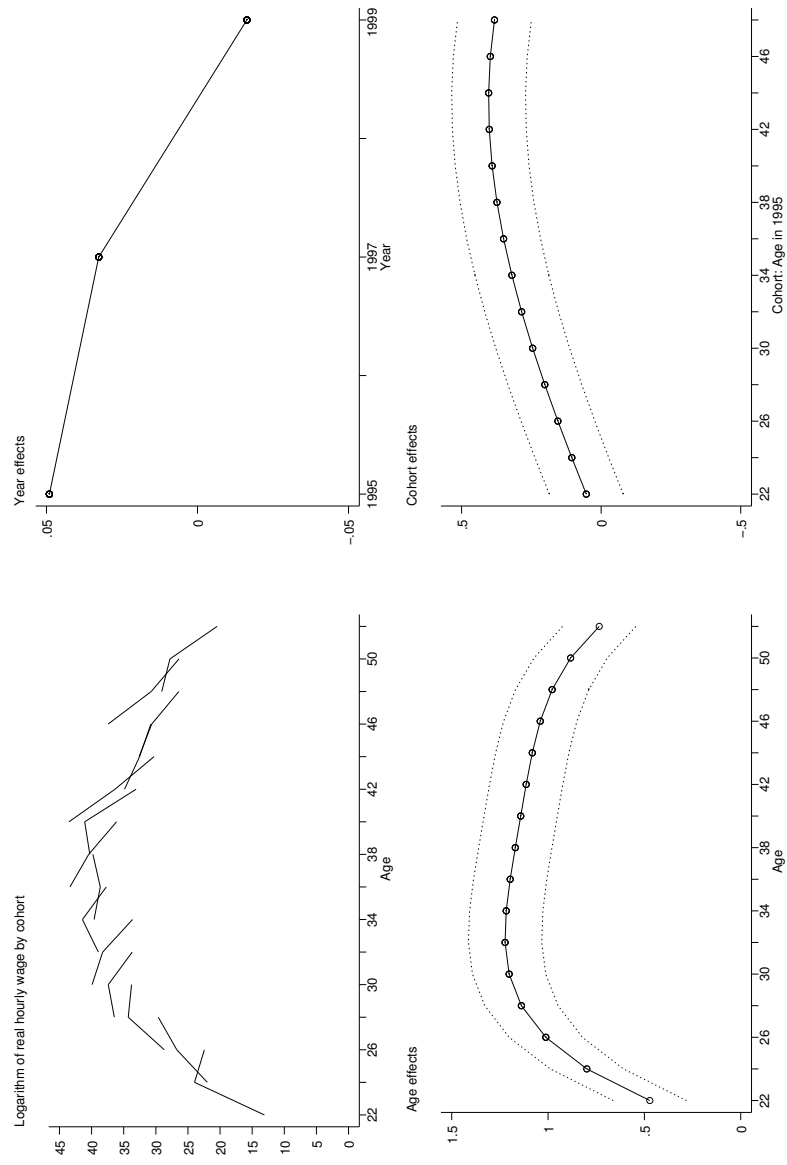 Logarithm of real hourly wage by cohort
45
40
35
30
25
20
15
10
5
0
22 26 30 34 38 42 46 50
Age
Year effects
.05
0
-.05
1995 1997 1999
Year
Age effects
1.5
1
.5
0
22 26 30 34 38 42 46 50
Age
Cohort effects
.5
0
-.5
22 26 30 34 38 42 46
Cohort: Age in 1995